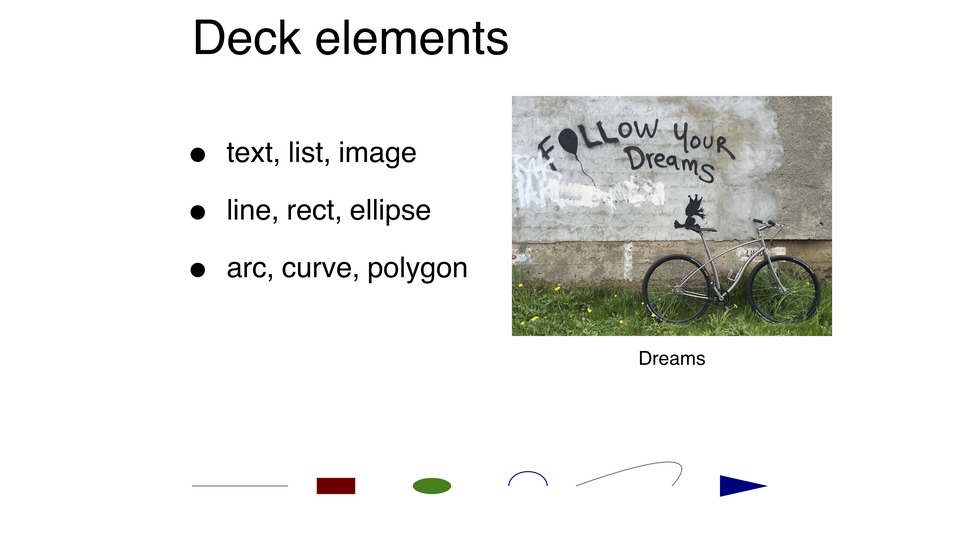 Deck elements
text, list, image
line, rect, ellipse
arc, curve, polygon
FOLLOW YOUR
Dreams
Dreams